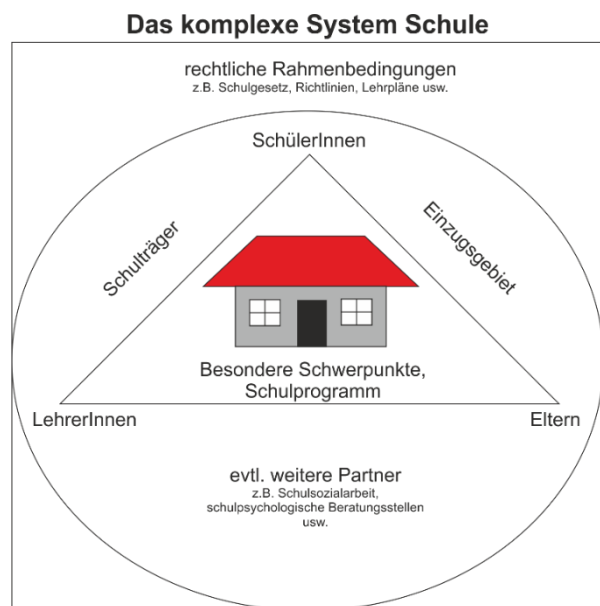 Das komplexe System Schule
rechtliche Rahmenbedingungen
z.B. Schulgesetz, Richtlinien, Lehrpläne usw.
SchülerInnen
Schulträger
Einzugsgebiet
Besondere Schwerpunkte,
Schulprogramm
LehrerInnen
Eltern
evtl. weitere Partner
z.B. Schulsozialarbeit,
schulpsychologische Beratungsstellen
usw.